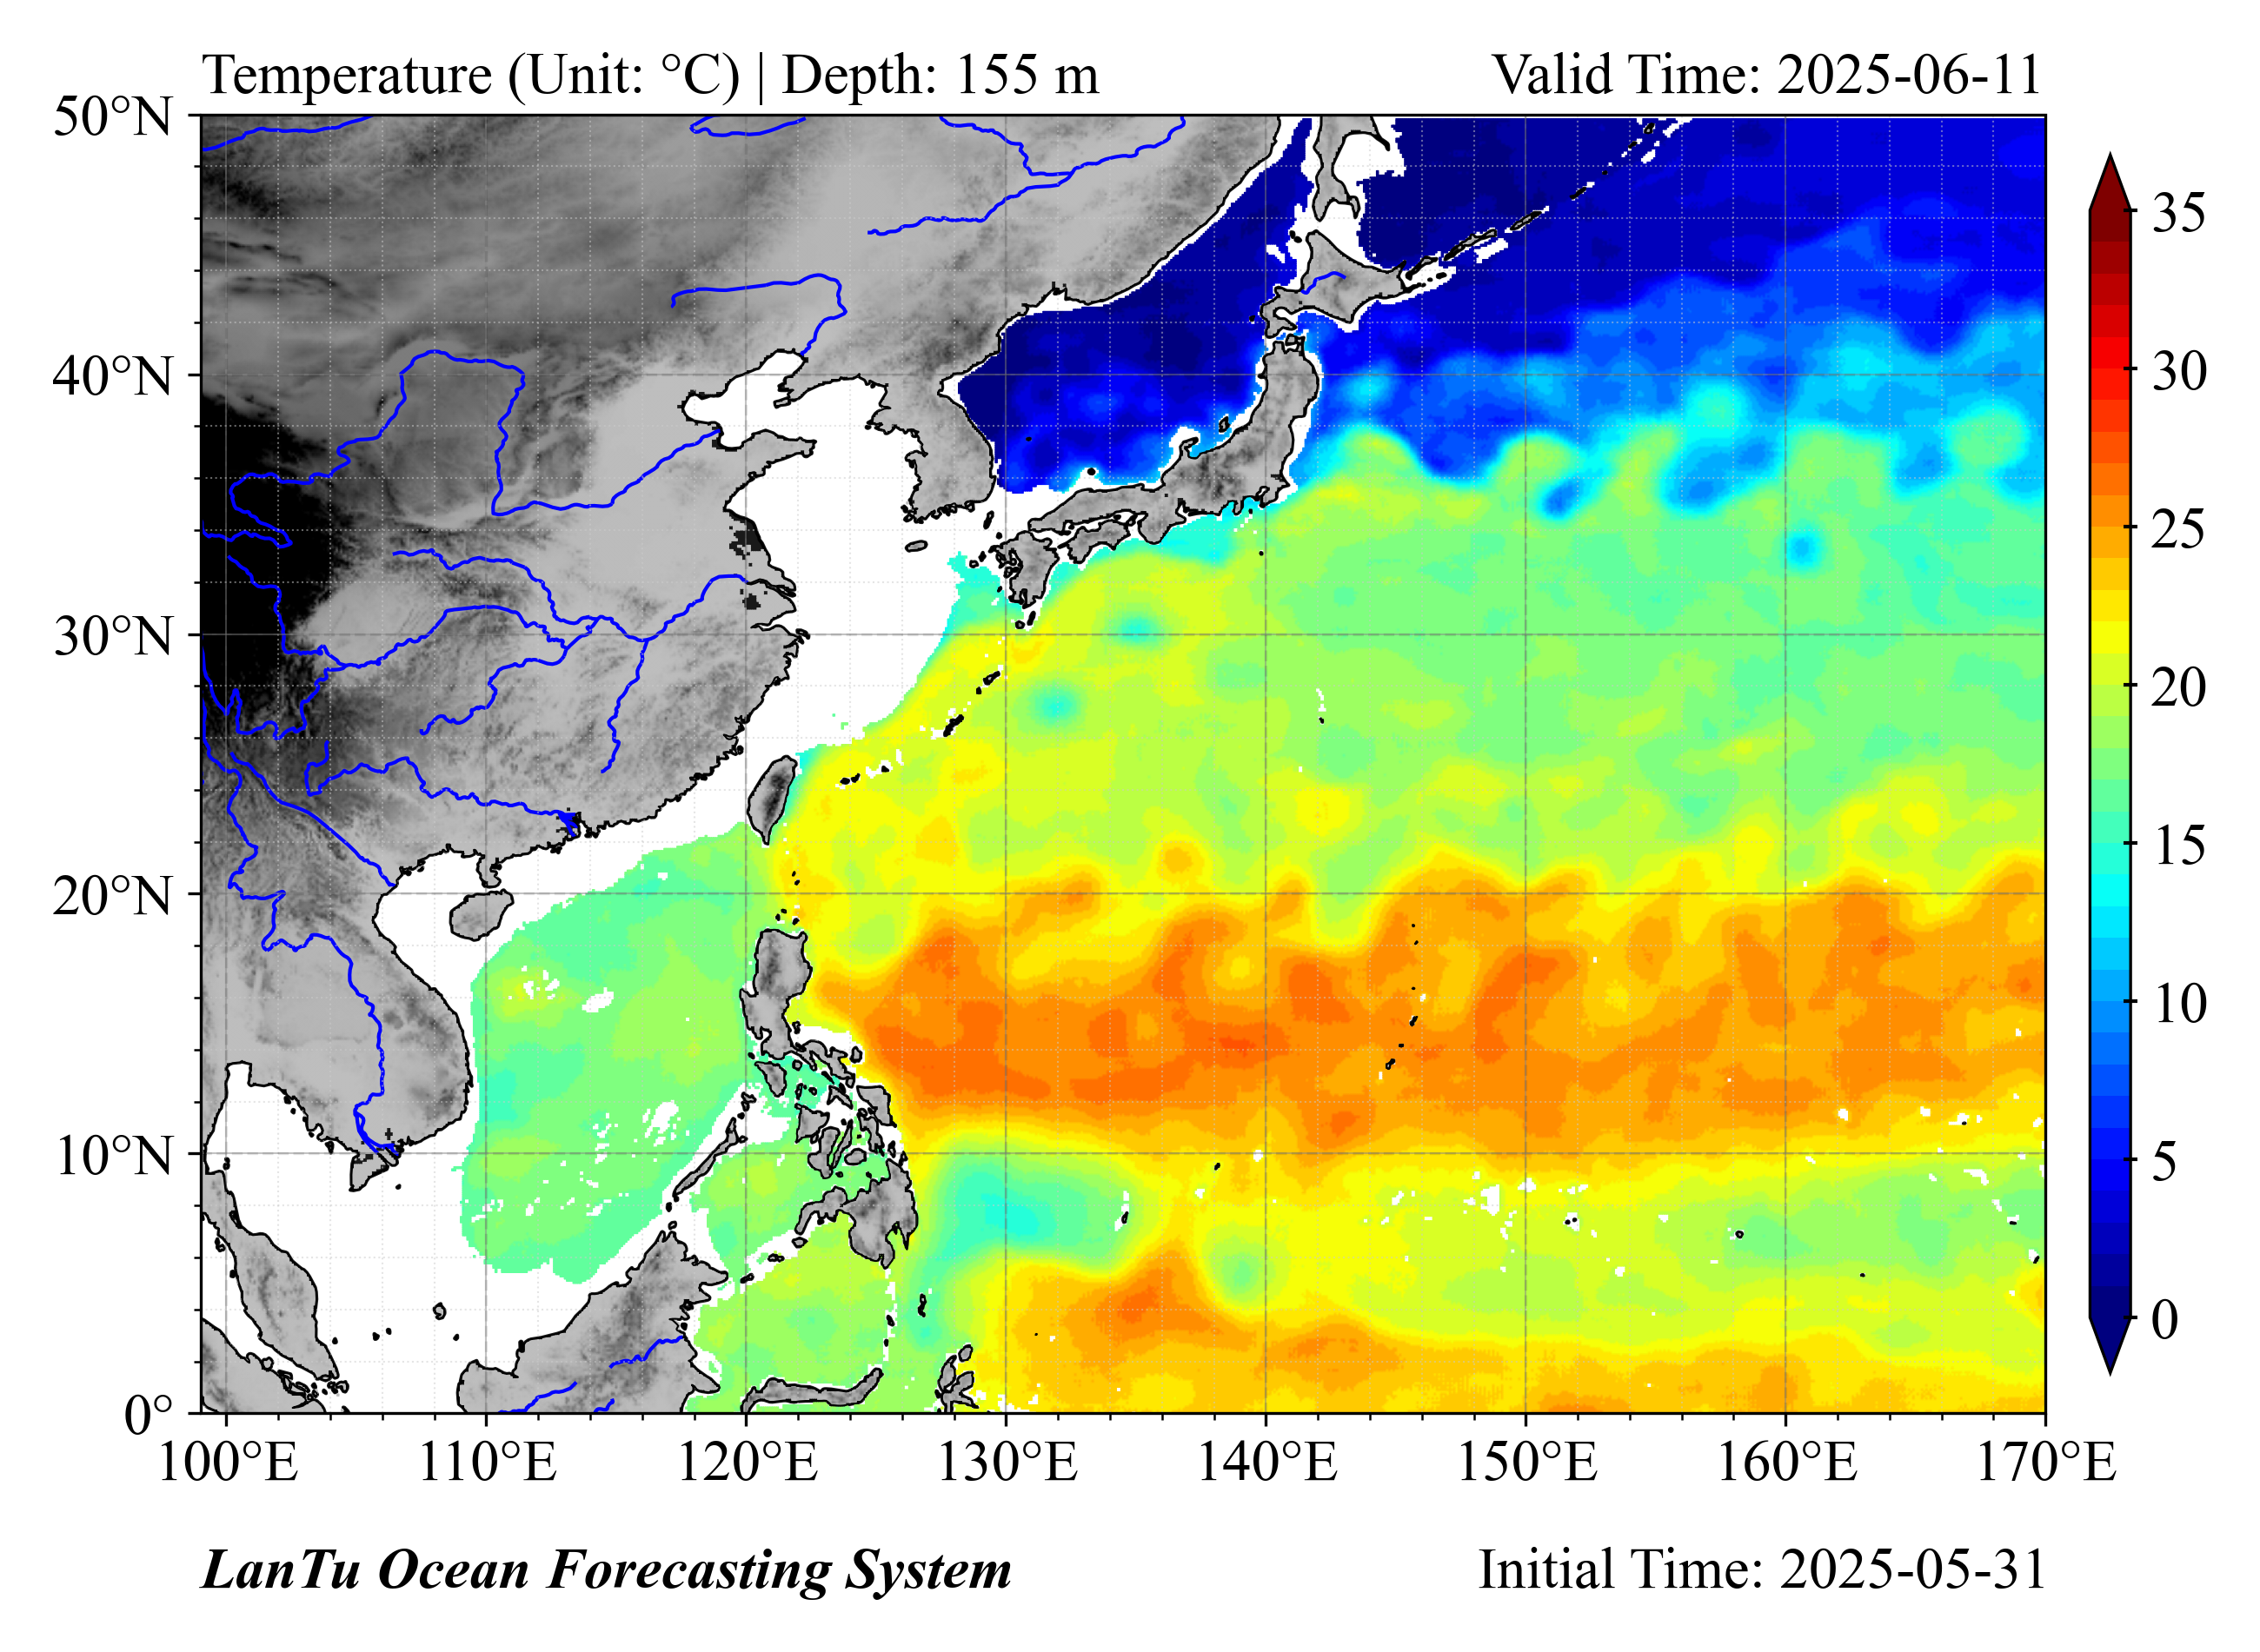 Temperature (Unit: °C) | Depth: 155 m
Valid Time: 2025-06-11
50°N
40°N
30°N
20°N
10°N
0°
100°E 110°E 120°E 130°E 140°E 150°E 160°E 170°E
35
30
25
20
15
10
5
0
LanTu Ocean Forecasting System
Initial Time: 2025-05-31